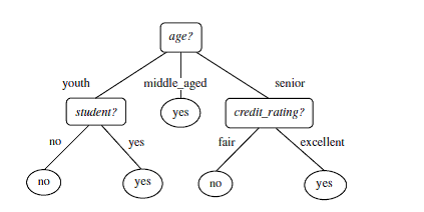 age?
youth middle_aged senior
student? yes credit_rating?
no yes fair excellent
no yes no yes